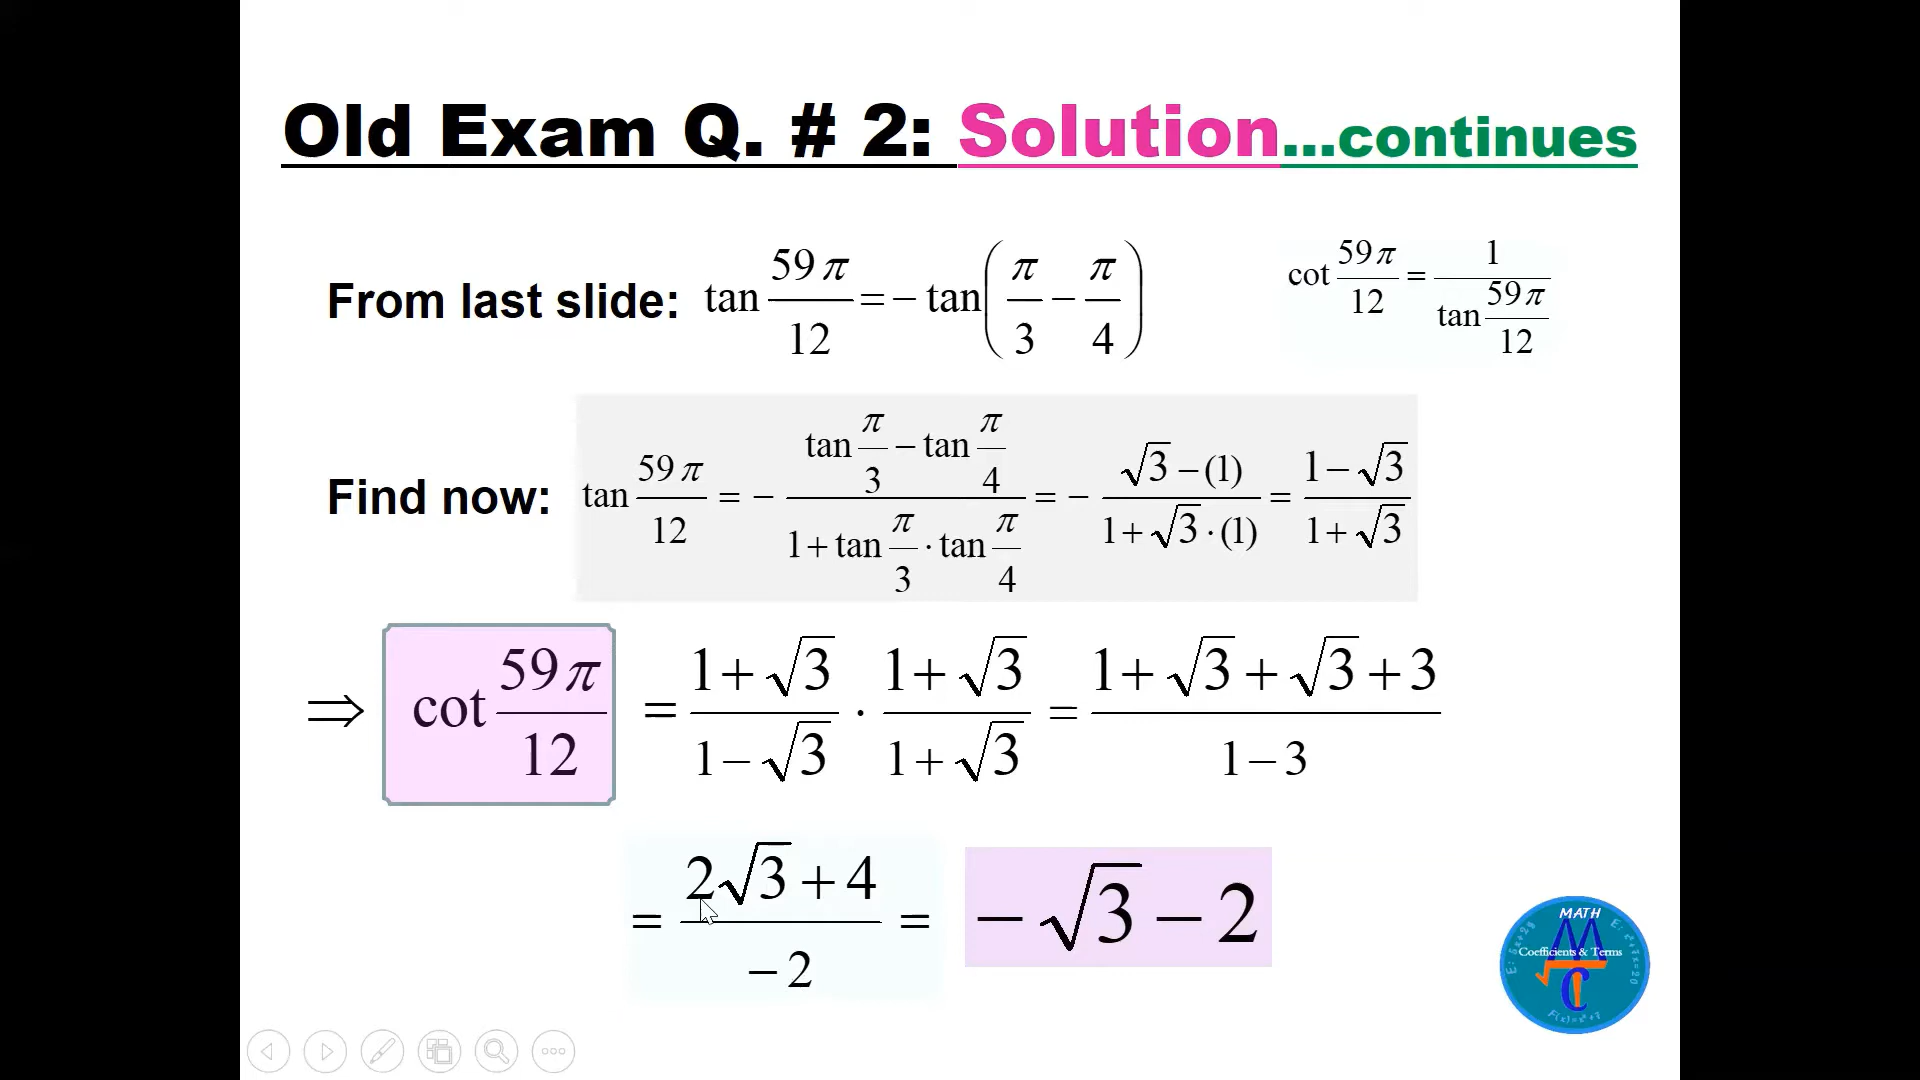 Old Exam Q. # 2: Solution...continues
From last slide: tan 59π/12 = − tan(π/3 − π/4)
cot 59π/12 = 1/(tan 59π/12)
Find now: tan 59π/12 = − (tan π/3 − tan π/4)/(1 + tan π/3 · tan π/4) = − (√3 − (1))/(1 + √3 · (1)) = (1 − √3)/(1 + √3)
⇒ cot 59π/12 = (1 + √3)/(1 − √3) · (1 + √3)/(1 + √3) = (1 + √3 + √3 + 3)/(1 − 3)
= (2√3 + 4)/(−2) = −√3 − 2
MATH
Coefficients & Terms